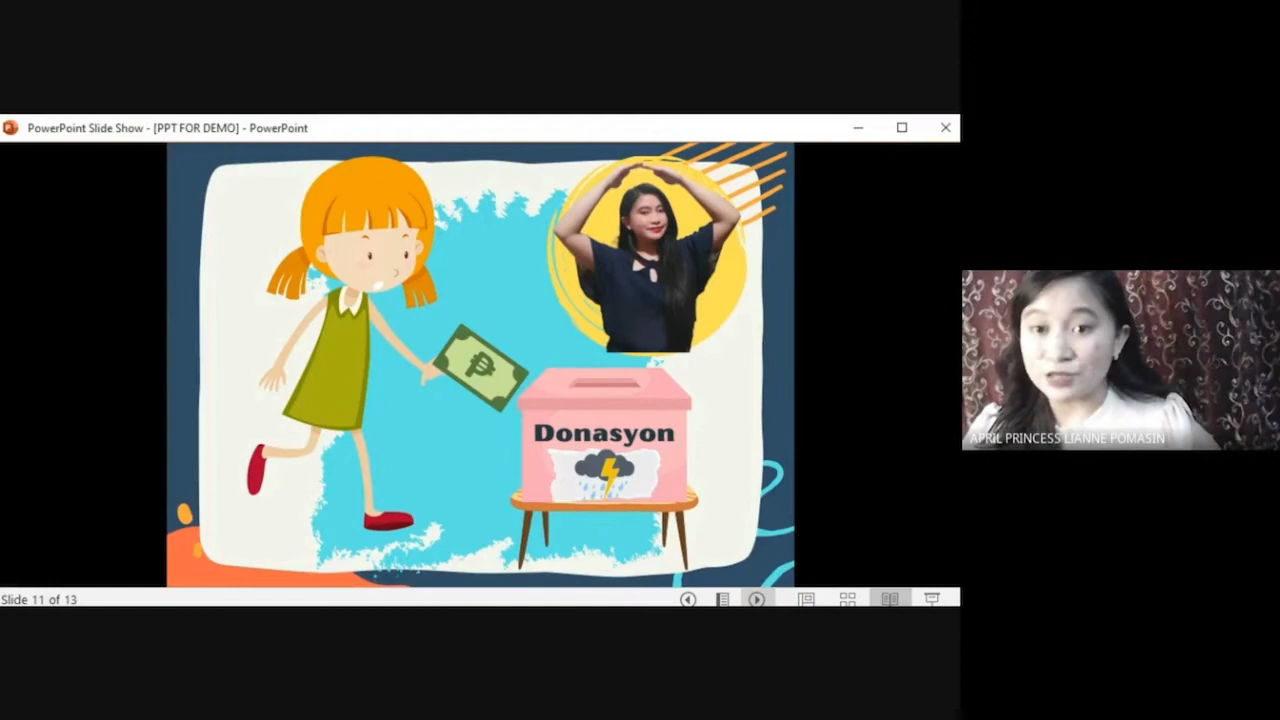 PowerPoint Slide Show - [PPT FOR DEMO] - PowerPoint
₱
Donasyon
APRIL PRINCESS LIANNE POMASIN
Slide 11 of 13